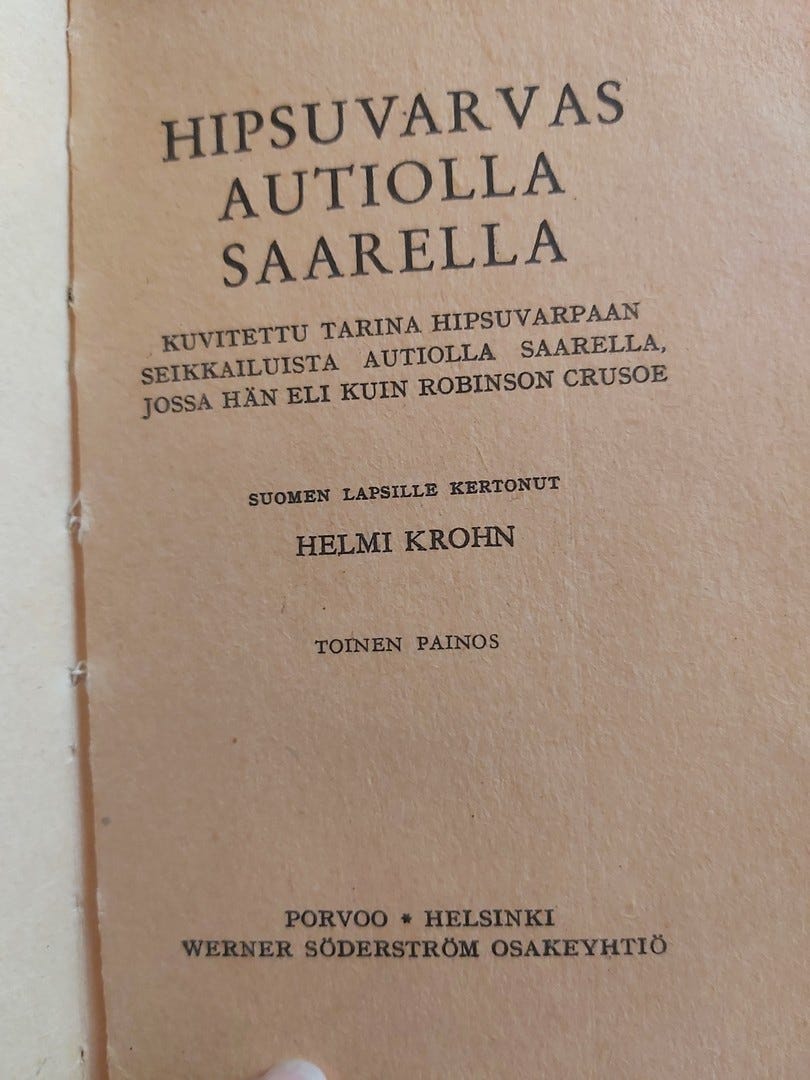 HIPSUVARVAS
AUTIOLLA
SAARELLA
KUVITETTU TARINA HIPSUVARPAAN
SEIKKAILUISTA AUTIOLLA SAARELLA,
JOSSA HÄN ELI KUIN ROBINSON CRUSOE
SUOMEN LAPSILLE KERTONUT
HELMI KROHN
TOINEN PAINOS
PORVOO * HELSINKI
WERNER SÖDERSTRÖM OSAKEYHTIÖ